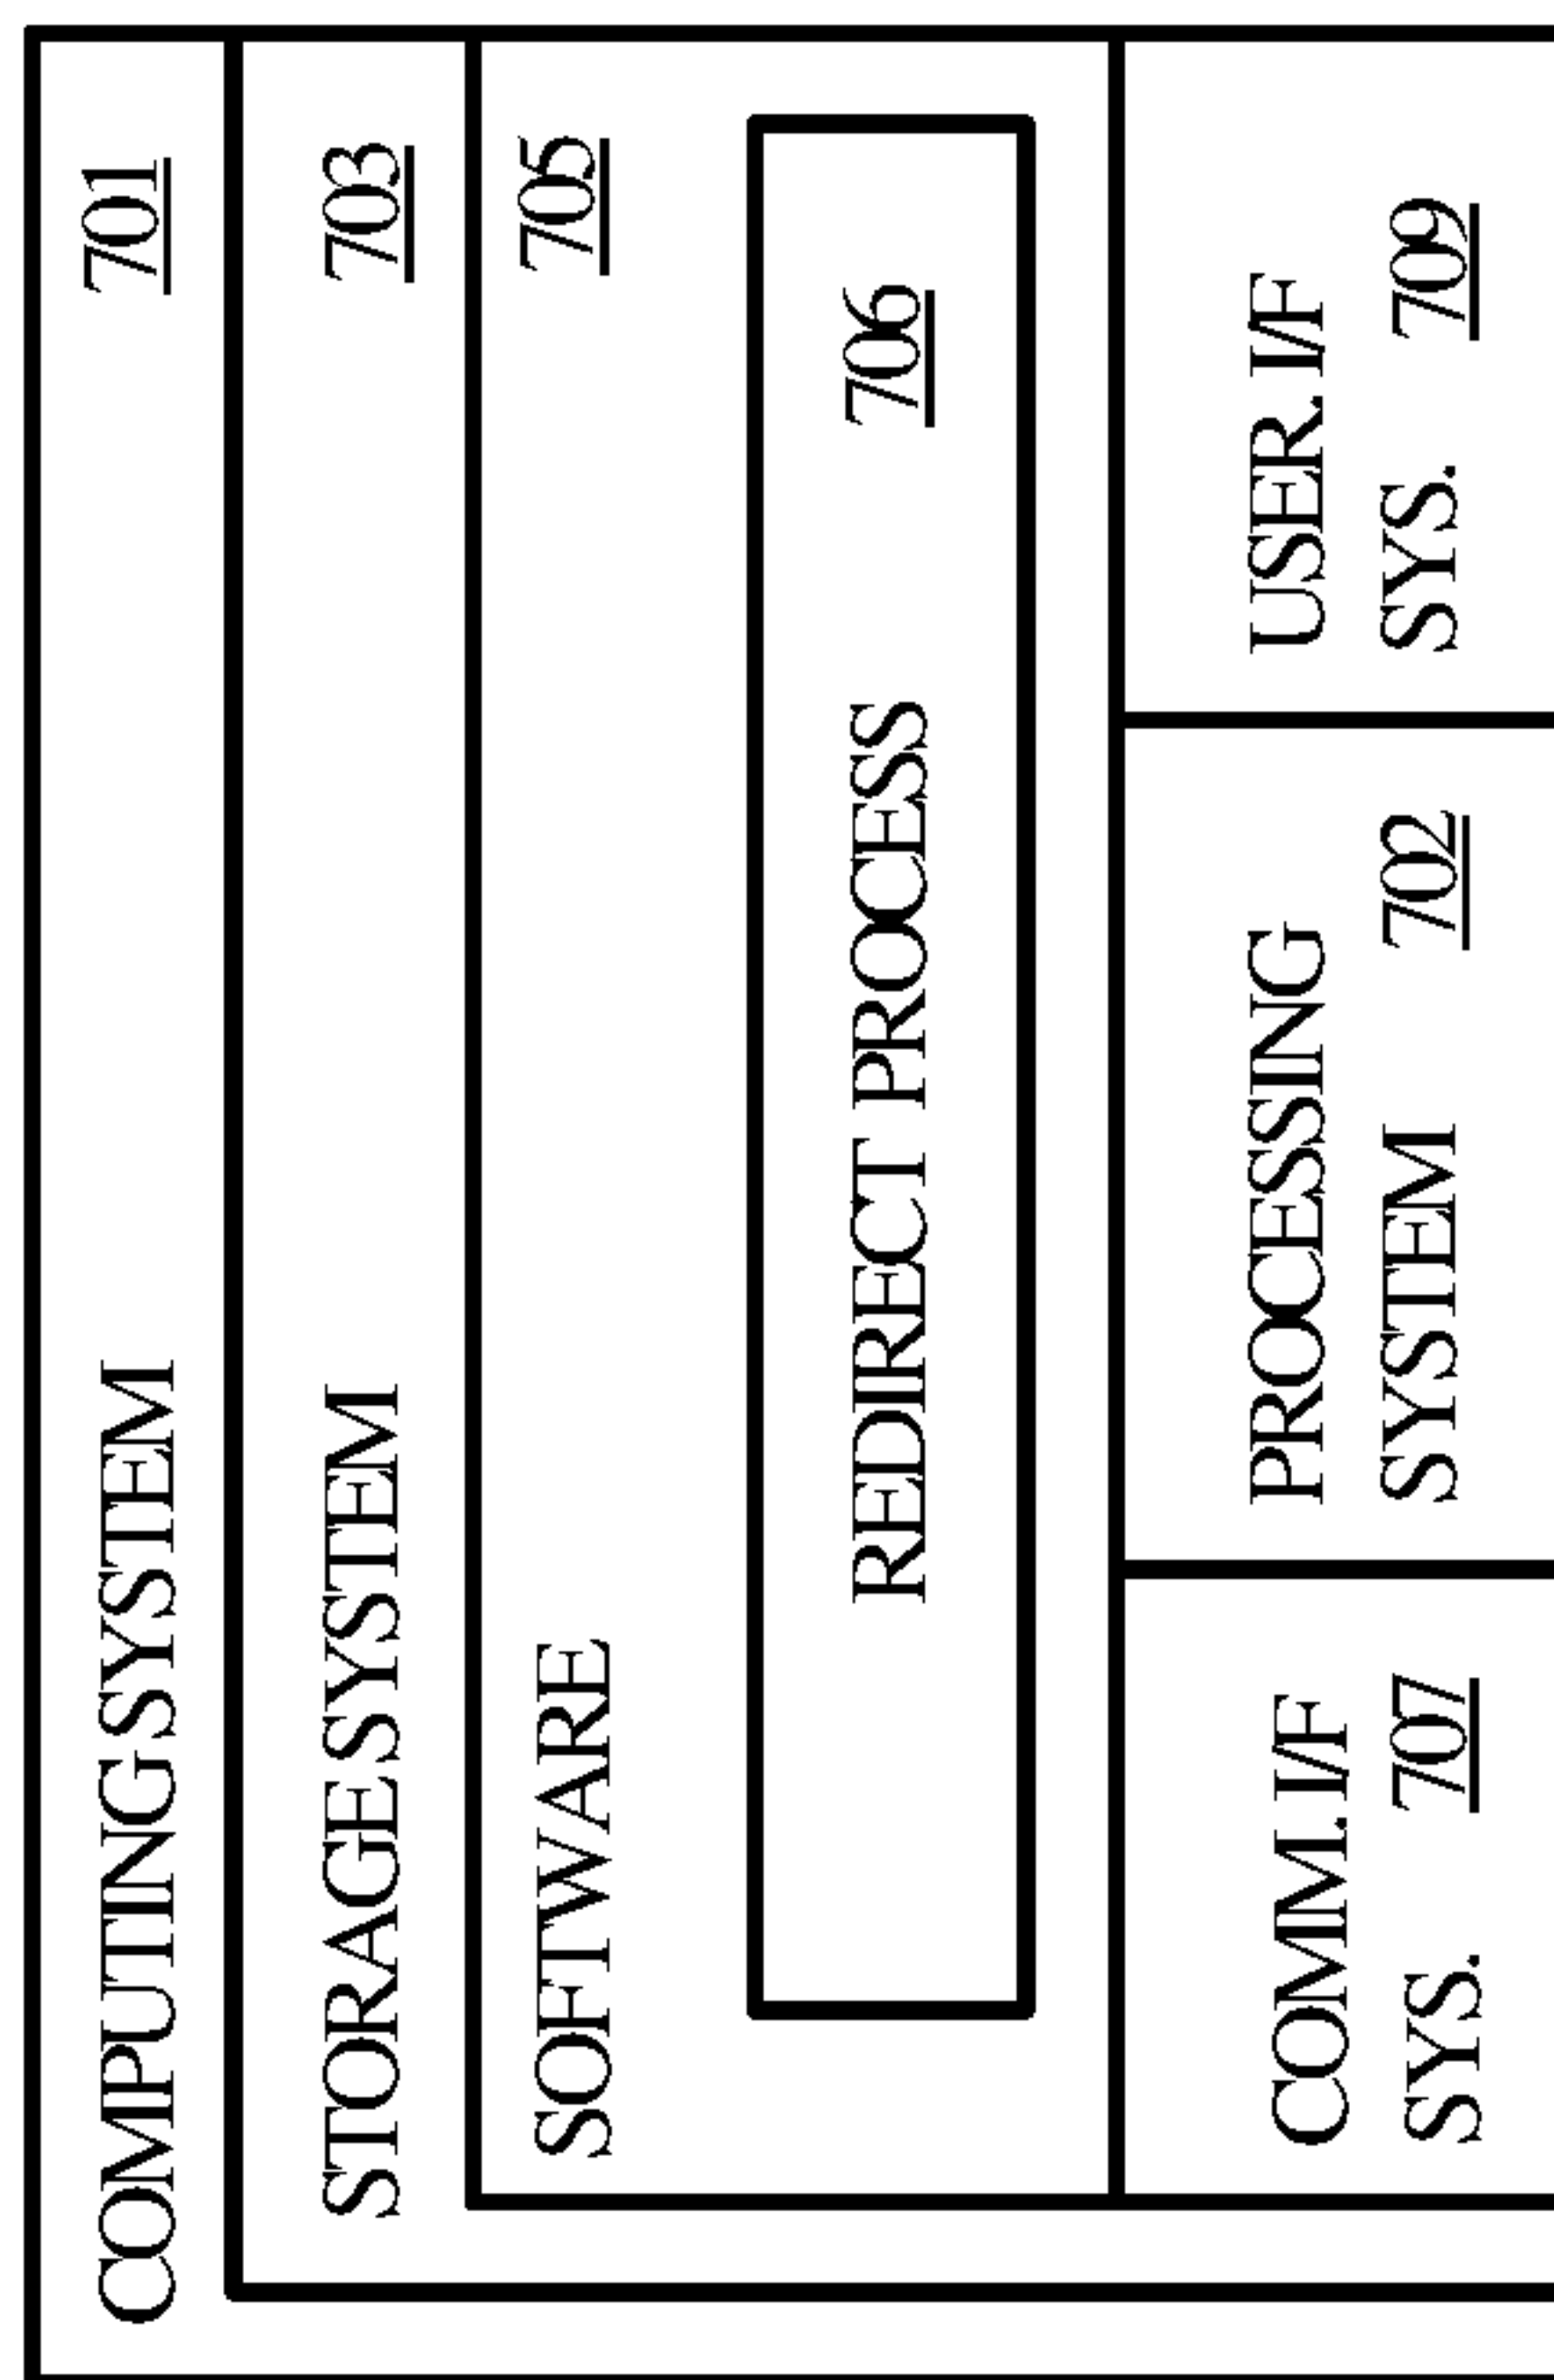 COMPUTING SYSTEM 701
STORAGE SYSTEM 703
SOFTWARE 705
REDIRECT PROCESS 706
COMM. I/F
SYS. 707
PROCESSING
SYSTEM 702
USER. I/F
SYS. 709